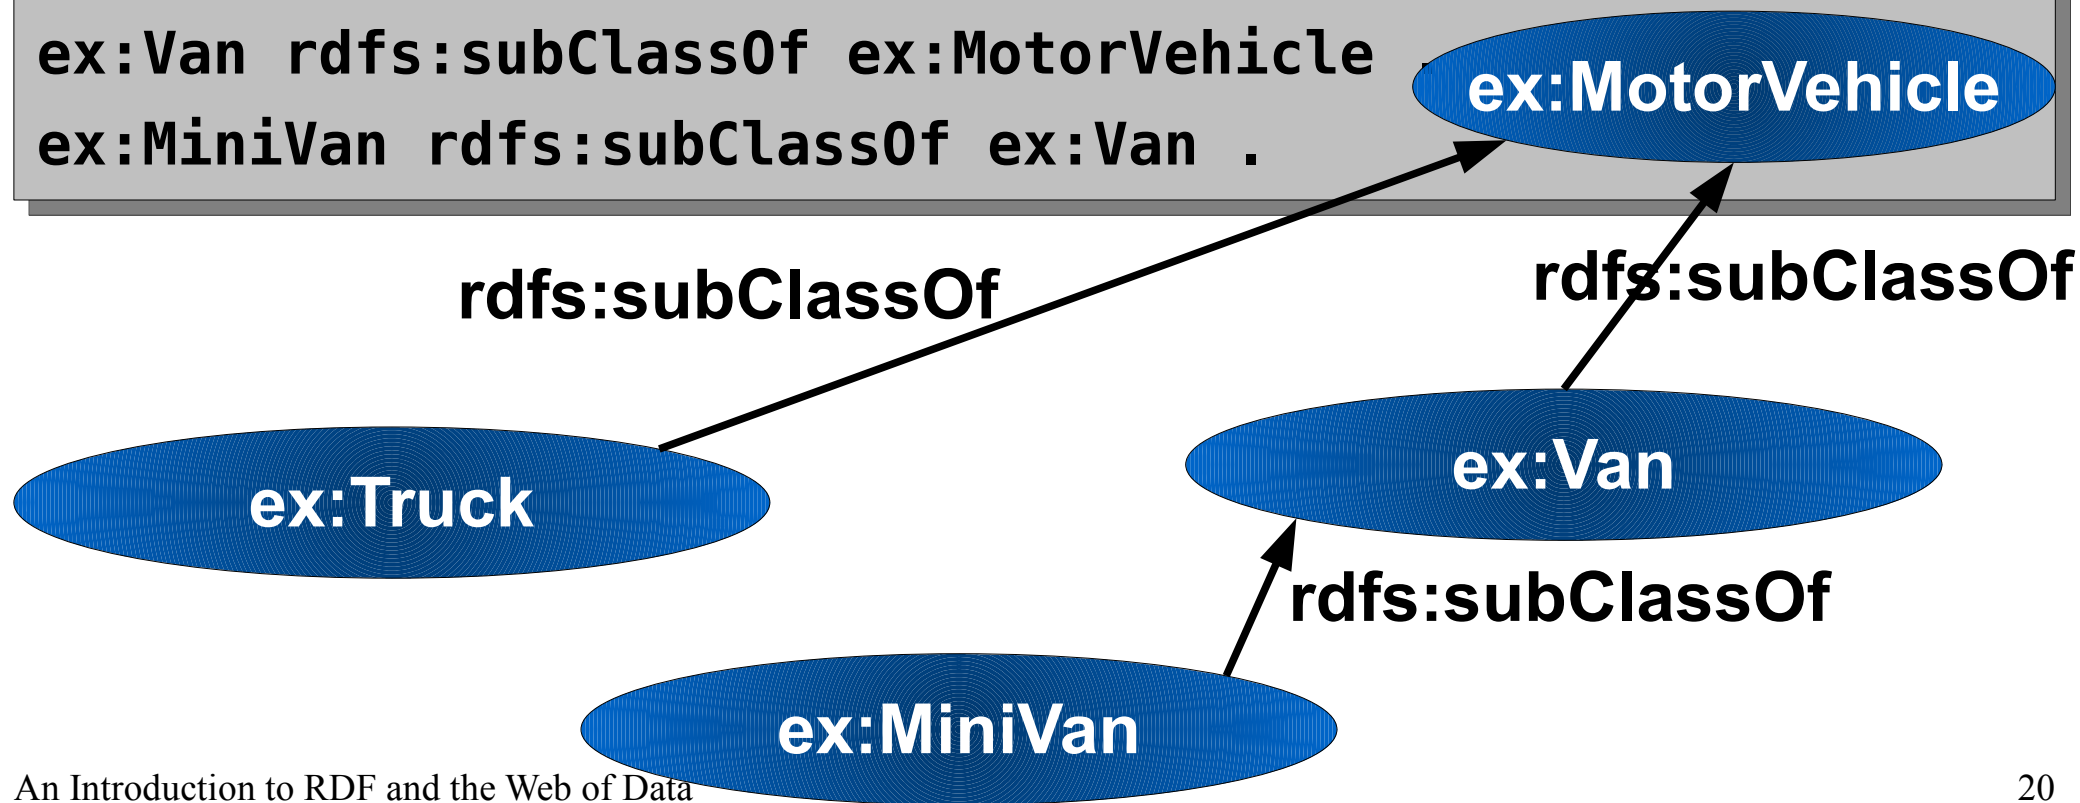 ex:Van rdfs:subClassOf ex:MotorVehicle .
ex:MiniVan rdfs:subClassOf ex:Van .
ex:MotorVehicle
rdfs:subClassOf
rdfs:subClassOf
ex:Truck
ex:Van
rdfs:subClassOf
ex:MiniVan
An Introduction to RDF and the Web of Data
20